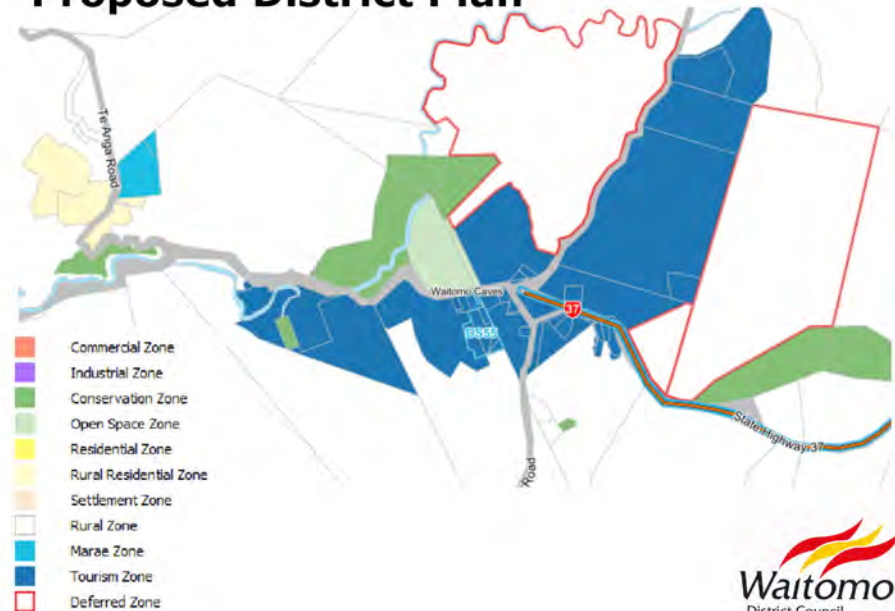 Proposed District Plan
Te Anga Road
Waitomo Caves
37
DS55
State Highway 37
Road
Commercial Zone
Industrial Zone
Conservation Zone
Open Space Zone
Residential Zone
Rural Residential Zone
Settlement Zone
Rural Zone
Marae Zone
Tourism Zone
Deferred Zone
Waitomo
District Council